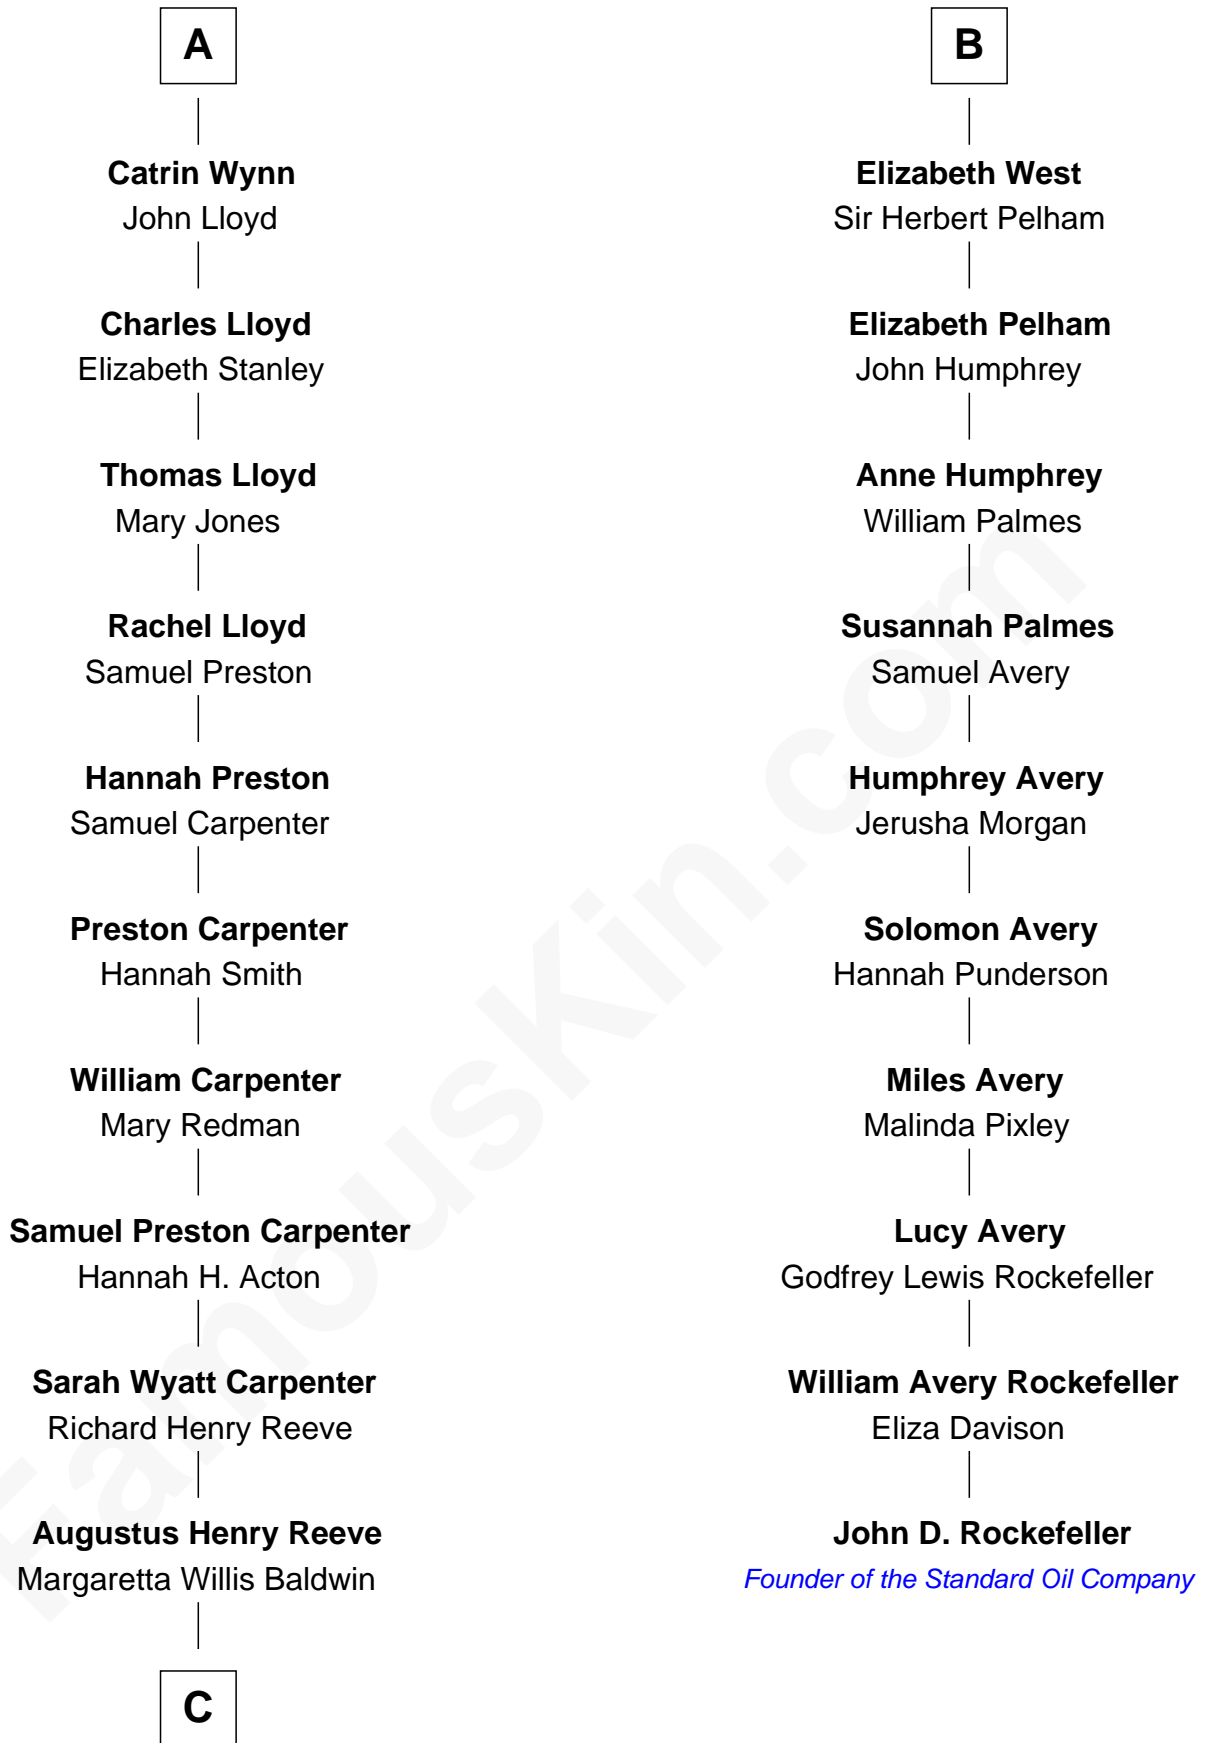 A
Catrin Wynn
John Lloyd
Charles Lloyd
Elizabeth Stanley
Thomas Lloyd
Mary Jones
Rachel Lloyd
Samuel Preston
Hannah Preston
Samuel Carpenter
Preston Carpenter
Hannah Smith
William Carpenter
Mary Redman
Samuel Preston Carpenter
Hannah H. Acton
Sarah Wyatt Carpenter
Richard Henry Reeve
Augustus Henry Reeve
Margaretta Willis Baldwin
C
B
Elizabeth West
Sir Herbert Pelham
Elizabeth Pelham
John Humphrey
Anne Humphrey
William Palmes
Susannah Palmes
Samuel Avery
Humphrey Avery
Jerusha Morgan
Solomon Avery
Hannah Punderson
Miles Avery
Malinda Pixley
Lucy Avery
Godfrey Lewis Rockefeller
William Avery Rockefeller
Eliza Davison
John D. Rockefeller
Founder of the Standard Oil Company
FamousKin.com